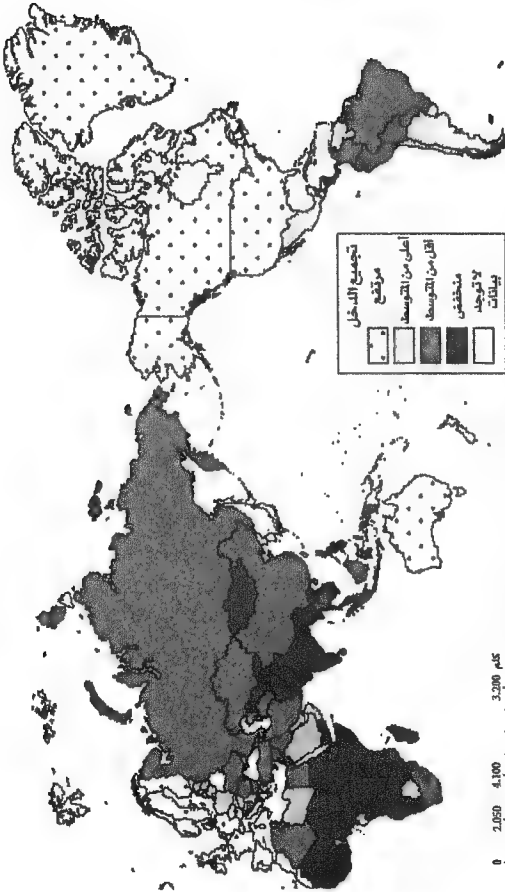 تجميع الدخل
مرتفع
أعلى من المتوسط
أقل من المتوسط
منخفض
لا توجد
بيانات
0 2.050 4.100 3.200 كلم